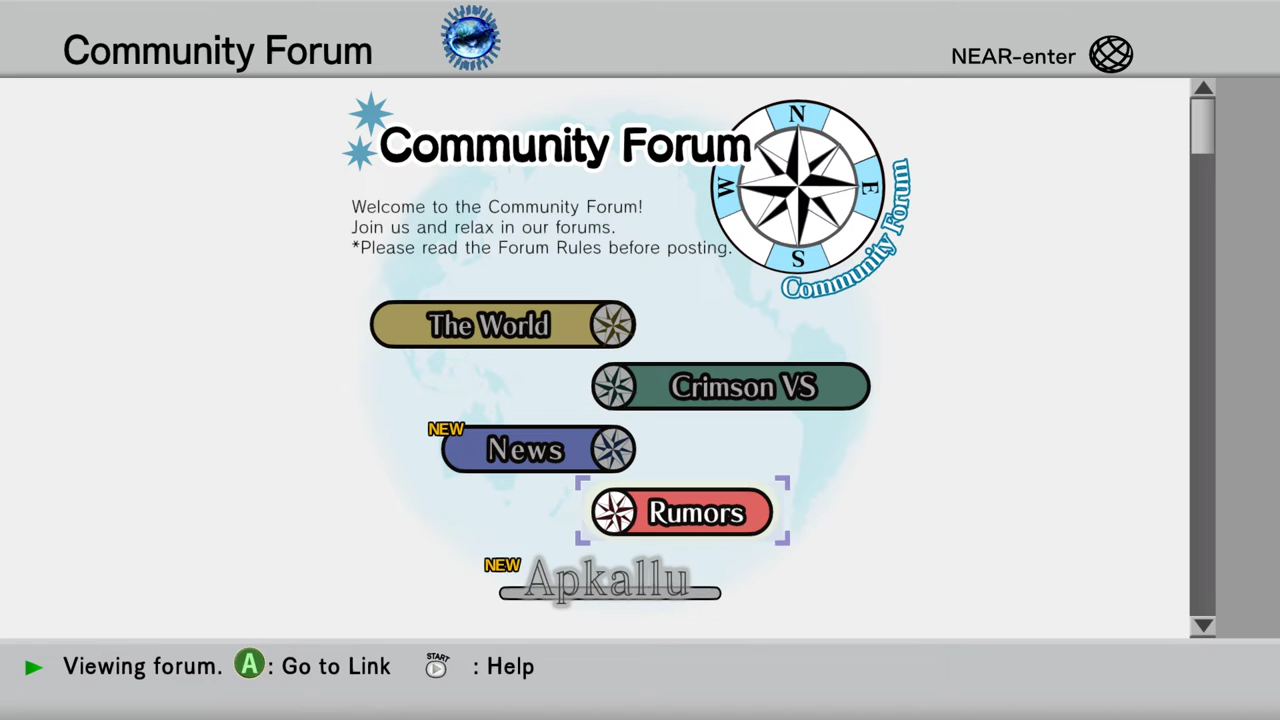 Community Forum
NEAR-enter
Community Forum
N
W
E
S
Community Forum
Welcome to the Community Forum!
Join us and relax in our forums.
*Please read the Forum Rules before posting.
The World
Crimson VS
NEW
News
Rumors
NEW
Apkallu
Viewing forum. A : Go to Link START : Help